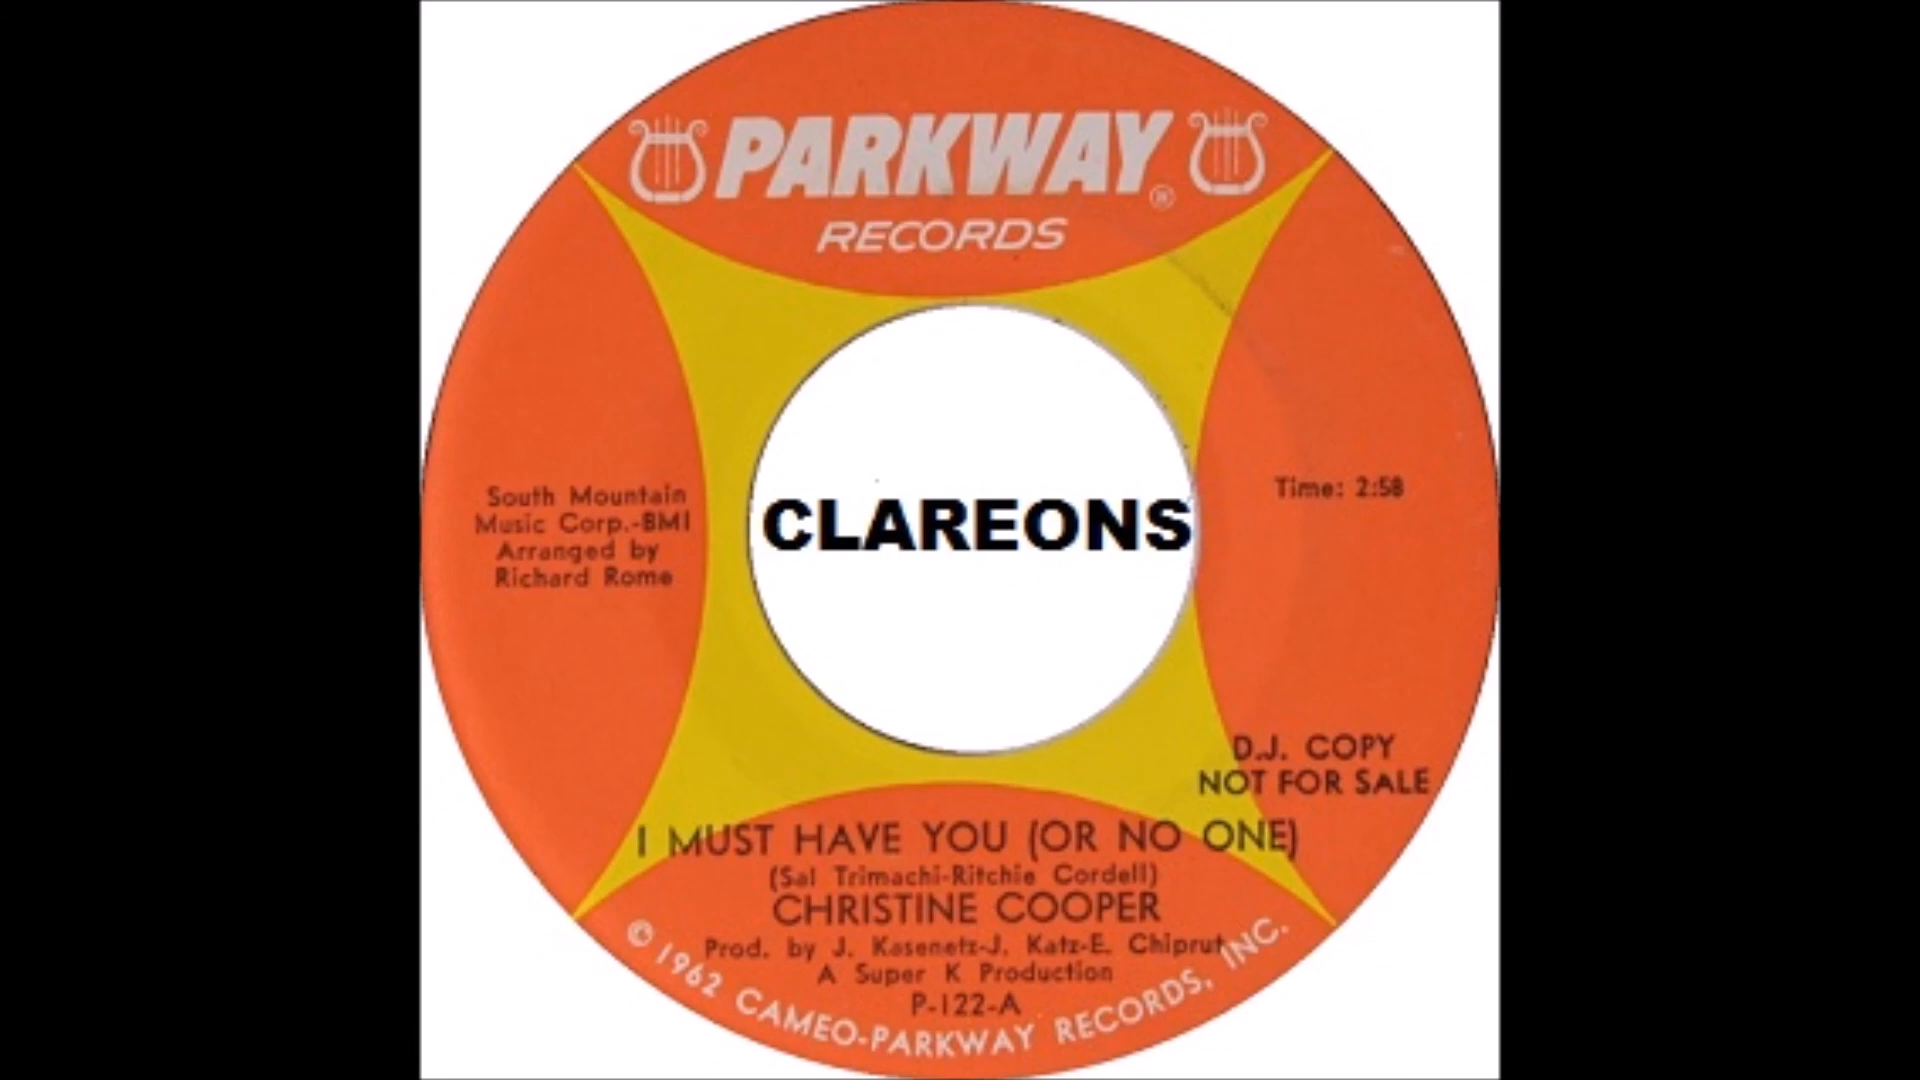 PARKWAY ®
RECORDS
South Mountain
Music Corp.-BMI
Arranged by
Richard Rome
CLAREONS
Time: 2:58
D.J. COPY
NOT FOR SALE
I MUST HAVE YOU (OR NO ONE)
(Sal Trimachi-Ritchie Cordell)
CHRISTINE COOPER
Prod. by J. Kasenetz-J. Katz-E. Chiprut
A Super K Production
P-122-A
© 1962 CAMEO-PARKWAY RECORDS, INC.